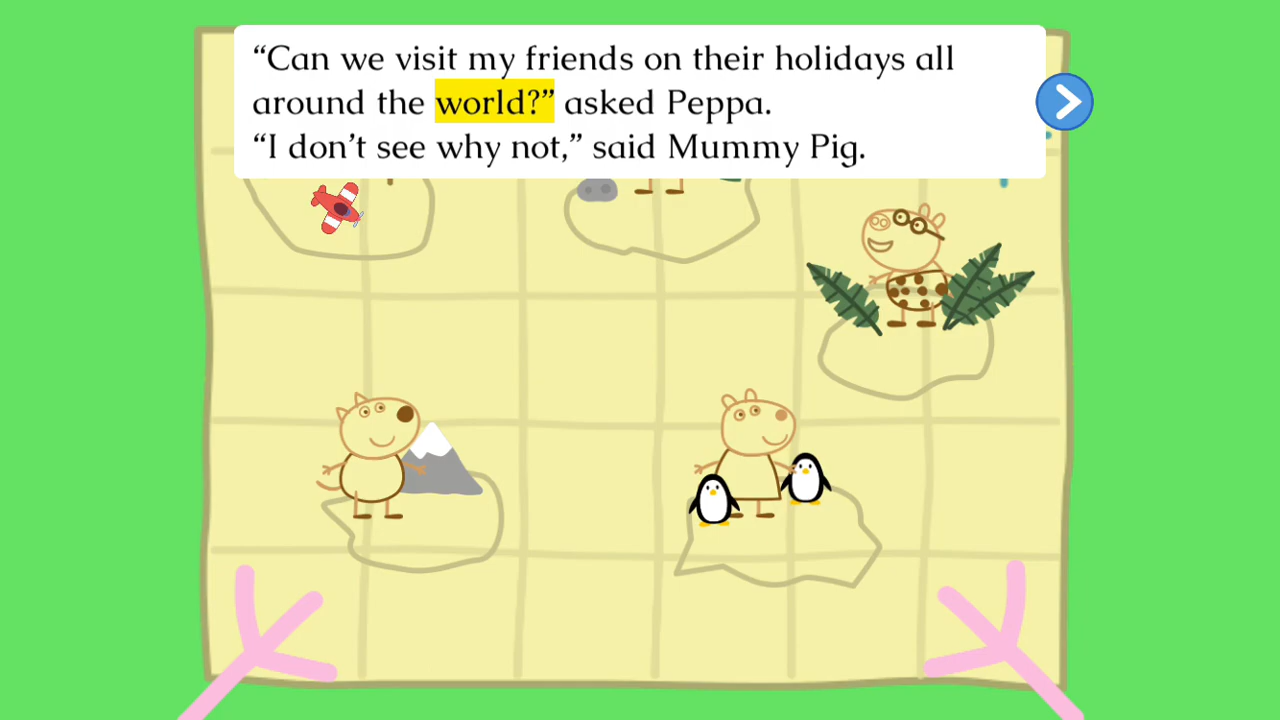 “Can we visit my friends on their holidays all
around the world?” asked Peppa.
“I don’t see why not,” said Mummy Pig.